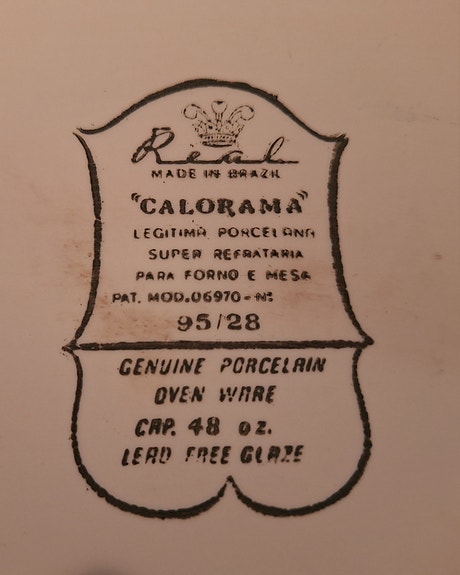 Real
MADE IN BRAZIL
"CALORAMA"
LEGITIMA PORCELANA
SUPER REFRATARIA
PARA FORNO E MESA
PAT. MOD.06970-Nº
95/28
GENUINE PORCELAIN
OVEN WARE
CAP. 48 oz.
LEAD FREE GLAZE